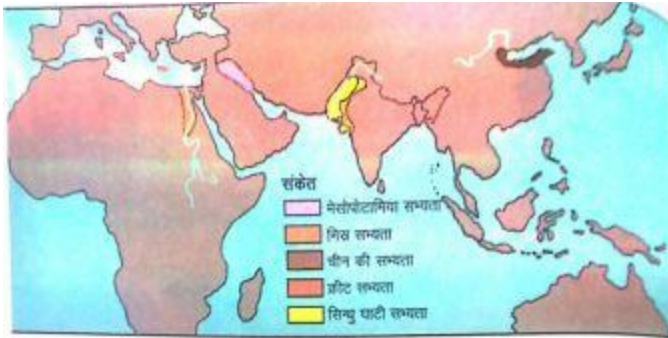 संकेत
मेसोपोटामिया सभ्यता
मिस्र सभ्यता
चीन की सभ्यता
क्रीट सभ्यता
सिन्धु घाटी सभ्यता